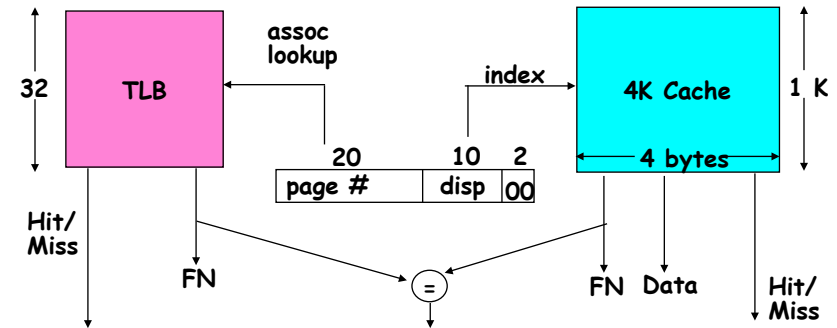 assoc
lookup
32
TLB
index
4K Cache
1 K
20
10
2
4 bytes
page #
disp
00
Hit/
Miss
FN
=
FN
Data
Hit/
Miss